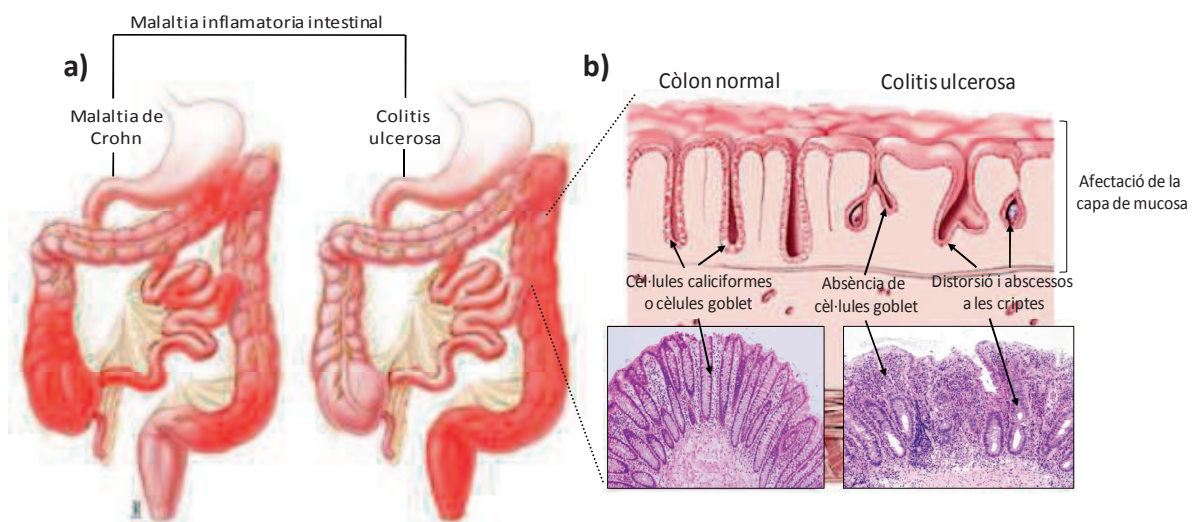 Malaltia inflamatoria intestinal
a)
Malaltia de
Crohn
Colitis
ulcerosa
b)
Còlon normal
Colitis ulcerosa
Afectació de la
capa de mucosa
Cèl·lules caliciformes
o cèlules goblet
Absència de
cèl·lules goblet
Distorsió i abscessos
a les criptes